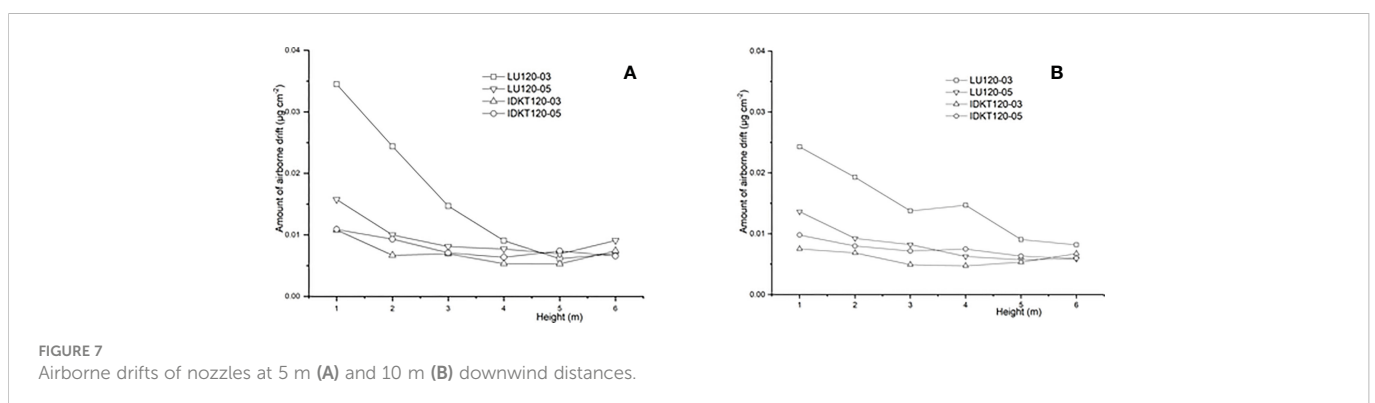 0.04
0.03
0.02
0.01
0.00
Amount of airborne drift (μg cm⁻²)
LU120-03
LU120-05
IDKT120-03
IDKT120-05
A
1 2 3 4 5 6
Height (m)
0.04
0.03
0.02
0.01
0.00
Amount of airborne drift (μg cm⁻²)
LU120-03
LU120-05
IDKT120-03
IDKT120-05
B
1 2 3 4 5 6
Height (m)
FIGURE 7
Airborne drifts of nozzles at 5 m (A) and 10 m (B) downwind distances.